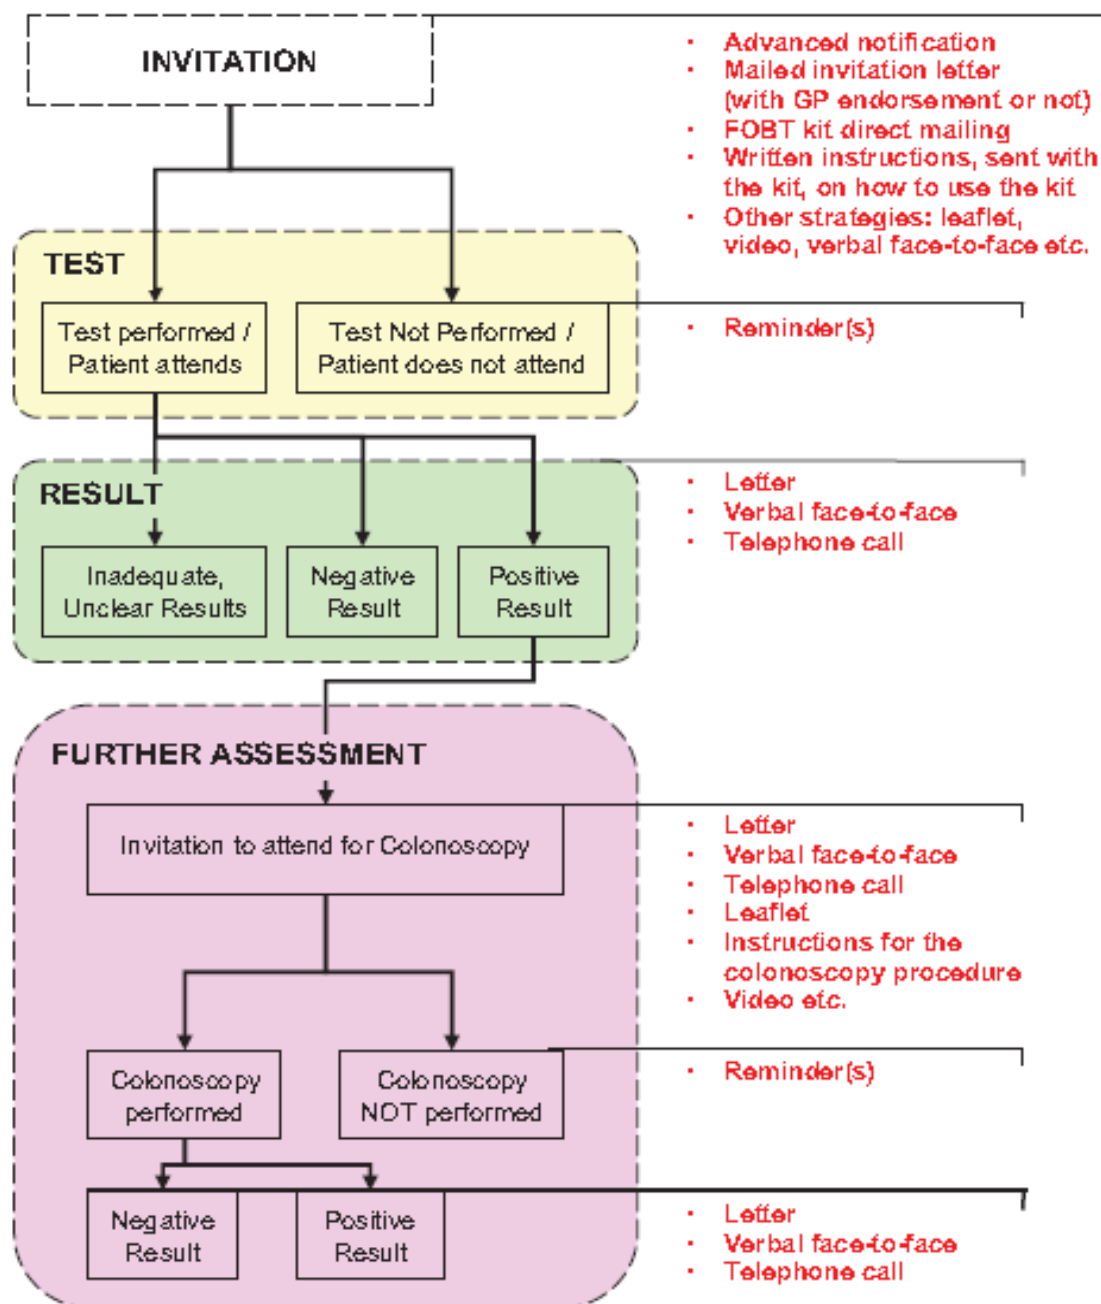 INVITATION
• Advanced notification
• Mailed invitation letter
(with GP endorsement or not)
• FOBT kit direct mailing
• Written instructions, sent with
the kit, on how to use the kit
• Other strategies: leaflet,
video, verbal face-to-face etc.
TEST
Test performed /
Patient attends
Test Not Performed /
Patient does not attend
• Reminder(s)
RESULT
• Letter
• Verbal face-to-face
• Telephone call
Inadequate,
Unclear Results
Negative
Result
Positive
Result
FURTHER ASSESSMENT
Invitation to attend for Colonoscopy
• Letter
• Verbal face-to-face
• Telephone call
• Leaflet
• Instructions for the
colonoscopy procedure
• Video etc.
Colonoscopy
performed
Colonoscopy
NOT performed
• Reminder(s)
Negative
Result
Positive
Result
• Letter
• Verbal face-to-face
• Telephone call